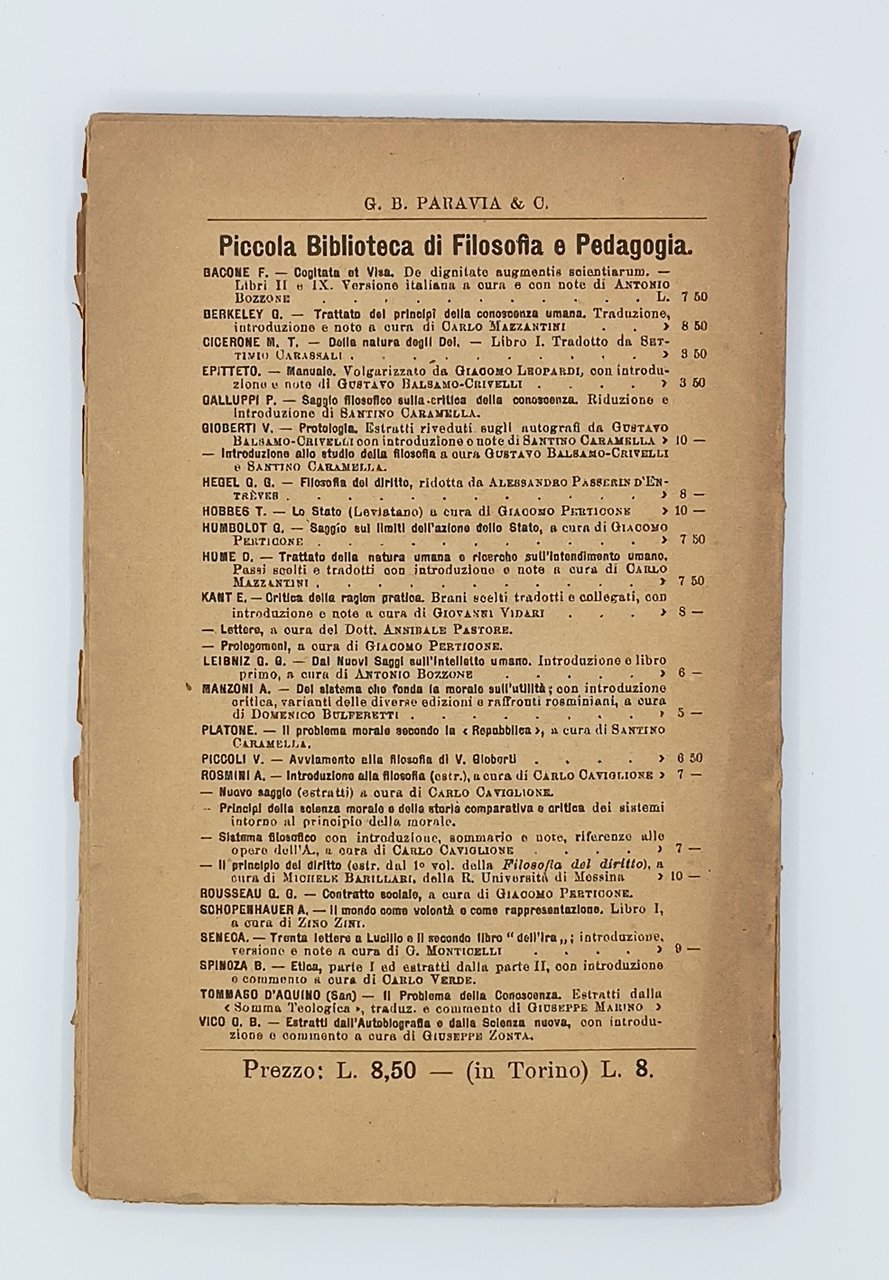 G. B. PARAVIA & C.
Piccola Biblioteca di Filosofia e Pedagogia.
BACONE F. — Cogitata et Visa. De dignitate augmentis scientiarum. —
Libri II e IX. Versione italiana a cura e con note di ANTONIO
BOZZONE . . . . . . . . . . L. 7 50
BERKELEY G. — Trattato dei principî della conoscenza umana. Traduzione,
introduzione e note a cura di CARLO MAZZANTINI . . › 8 50
CICERONE M. T. — Della natura degli Dei. — Libro I. Tradotto da SET-
TIMIO CARASSALI . . . . . . . . . › 3 50
EPITTETO. — Manuale. Volgarizzato da GIACOMO LEOPARDI, con introdu-
zione e note di GUSTAVO BALSAMO-CRIVELLI . . . . › 3 50
GALLUPPI P. — Saggio filosofico sulla critica della conoscenza. Riduzione e
introduzione di SANTINO CARAMELLA.
GIOBERTI V. — Protologia. Estratti riveduti sugli autografi da GUSTAVO
BALSAMO-CRIVELLI con introduzione e note di SANTINO CARAMELLA › 10 —
— Introduzione allo studio della filosofia a cura GUSTAVO BALSAMO-CRIVELLI
e SANTINO CARAMELLA.
HEGEL G. G. — Filosofia del diritto, ridotta da ALESSANDRO PASSERIN D'EN-
TRÈVES . . . . . . . . . . . . › 8 —
HOBBES T. — Lo Stato (Leviatano) a cura di GIACOMO PERTICONE › 10 —
HUMBOLDT G. — Saggio sui limiti dell'azione dello Stato, a cura di GIACOMO
PERTICONE . . . . . . . . . . . › 7 50
HUME D. — Trattato della natura umana e ricerche sull'intendimento umano.
Passi scelti e tradotti con introduzione e note a cura di CARLO
MAZZANTINI . . . . . . . . . . . › 7 50
KANT E. — Critica della ragion pratica. Brani scelti tradotti e collegati, con
introduzione e note a cura di GIOVANNI VIDARI . . . › 8 —
— Lettere, a cura del Dott. ANNIBALE PASTORE.
— Prolegomeni, a cura di GIACOMO PERTICONE.
LEIBNIZ G. G. — Dai Nuovi Saggi sull'Intelletto umano. Introduzione e libro
primo, a cura di ANTONIO BOZZONE . . . . . . › 6 —
MANZONI A. — Del sistema che fonda la morale sull'utilità; con introduzione
critica, varianti delle diverse edizioni e raffronti rosminiani, a cura
di DOMENICO BULFERETTI . . . . . . . . › 5 —
PLATONE. — Il problema morale secondo la ‹ Repubblica ›, a cura di SANTINO
CARAMELLA.
PICCOLI V. — Avviamento alla filosofia di V. Gioberti . . . . › 6 50
ROSMINI A. — Introduzione alla filosofia (estr.), a cura di CARLO CAVIGLIONE › 7 —
— Nuovo saggio (estratti) a cura di CARLO CAVIGLIONE.
— Principî della scienza morale e della storia comparativa e critica dei sistemi
intorno al principio della morale.
— Sistema filosofico con introduzione, sommario e note, riferenze alle
opere dell'A., a cura di CARLO CAVIGLIONE . . . . › 7 —
— Il principio del diritto (estr. dal 1º vol. della Filosofia del diritto), a
cura di MICHELE BARILLARI, della R. Università di Messina › 10 —
ROUSSEAU G. G. — Contratto sociale, a cura di GIACOMO PERTICONE.
SCHOPENHAUER A. — Il mondo come volontà e come rappresentazione. Libro I,
a cura di ZINO ZINI.
SENECA. — Trenta lettere a Lucilio e il secondo libro “ dell'Ira „; introduzione,
versione e note a cura di G. MONTICELLI . . . . › 9 —
SPINOZA B. — Etica, parte I ed estratti dalla parte II, con introduzione
e commento a cura di CARLO VERDE.
TOMMASO D'AQUINO (San) — Il Problema della Conoscenza. Estratti dalla
‹ Somma Teologica ›, traduz. e commento di GIUSEPPE MARINO ›
VICO G. B. — Estratti dall'Autobiografia e dalla Scienza nuova, con introdu-
zione e commento a cura di GIUSEPPE ZONTA.
Prezzo: L. 8,50 — (in Torino) L. 8.